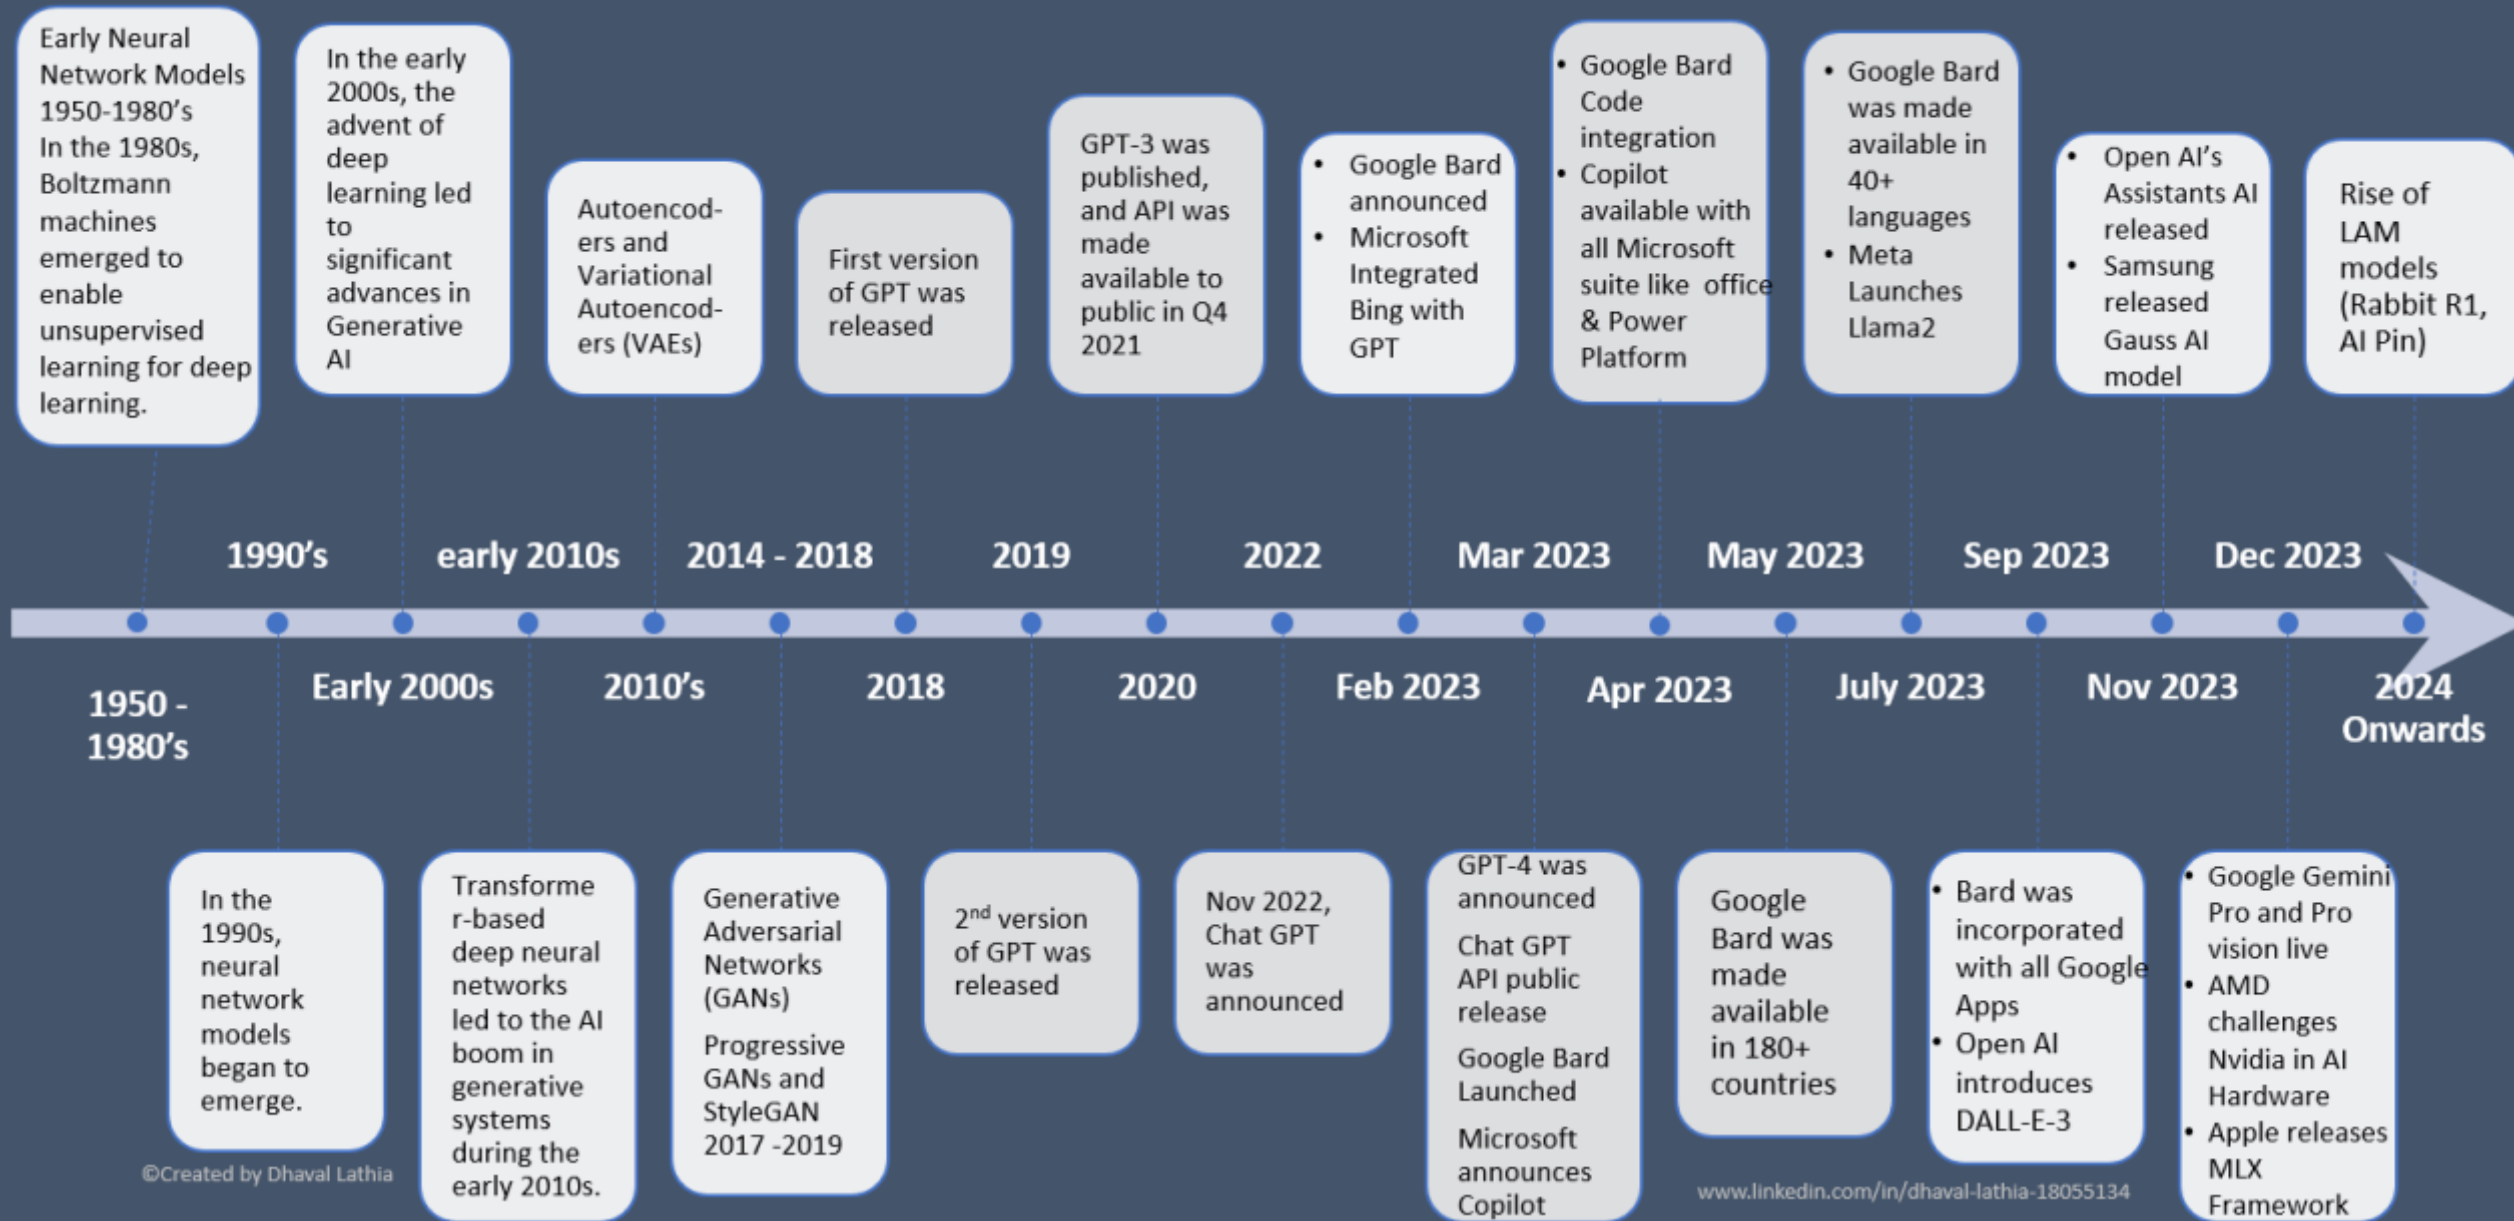 Early Neural
Network Models
1950-1980’s
In the 1980s,
Boltzmann
machines
emerged to
enable
unsupervised
learning for deep
learning.
In the early
2000s, the
advent of
deep
learning led
to
significant
advances in
Generative
AI
Autoencod-
ers and
Variational
Autoencod-
ers (VAEs)
First version
of GPT was
released
GPT-3 was
published,
and API was
made
available to
public in Q4
2021
• Google Bard
announced
• Microsoft
Integrated
Bing with
GPT
• Google Bard
Code
integration
• Copilot
available with
all Microsoft
suite like office
& Power
Platform
• Google Bard
was made
available in
40+
languages
• Meta
Launches
Llama2
• Open AI’s
Assistants AI
released
• Samsung
released
Gauss AI
model
Rise of
LAM
models
(Rabbit R1,
AI Pin)
1990’s
early 2010s
2014 - 2018
2019
2022
Mar 2023
May 2023
Sep 2023
Dec 2023
1950 -
1980’s
Early 2000s
2010’s
2018
2020
Feb 2023
Apr 2023
July 2023
Nov 2023
2024
Onwards
In the
1990s,
neural
network
models
began to
emerge.
Transforme
r-based
deep neural
networks
led to the AI
boom in
generative
systems
during the
early 2010s.
Generative
Adversarial
Networks
(GANs)
Progressive
GANs and
StyleGAN
2017 -2019
2nd version
of GPT was
released
Nov 2022,
Chat GPT
was
announced
GPT-4 was
announced
Chat GPT
API public
release
Google Bard
Launched
Microsoft
announces
Copilot
Google
Bard was
made
available
in 180+
countries
• Bard was
incorporated
with all Google
Apps
• Open AI
introduces
DALL-E-3
• Google Gemini
Pro and Pro
vision live
• AMD
challenges
Nvidia in AI
Hardware
• Apple releases
MLX
Framework
©Created by Dhaval Lathia
www.linkedin.com/in/dhaval-lathia-18055134